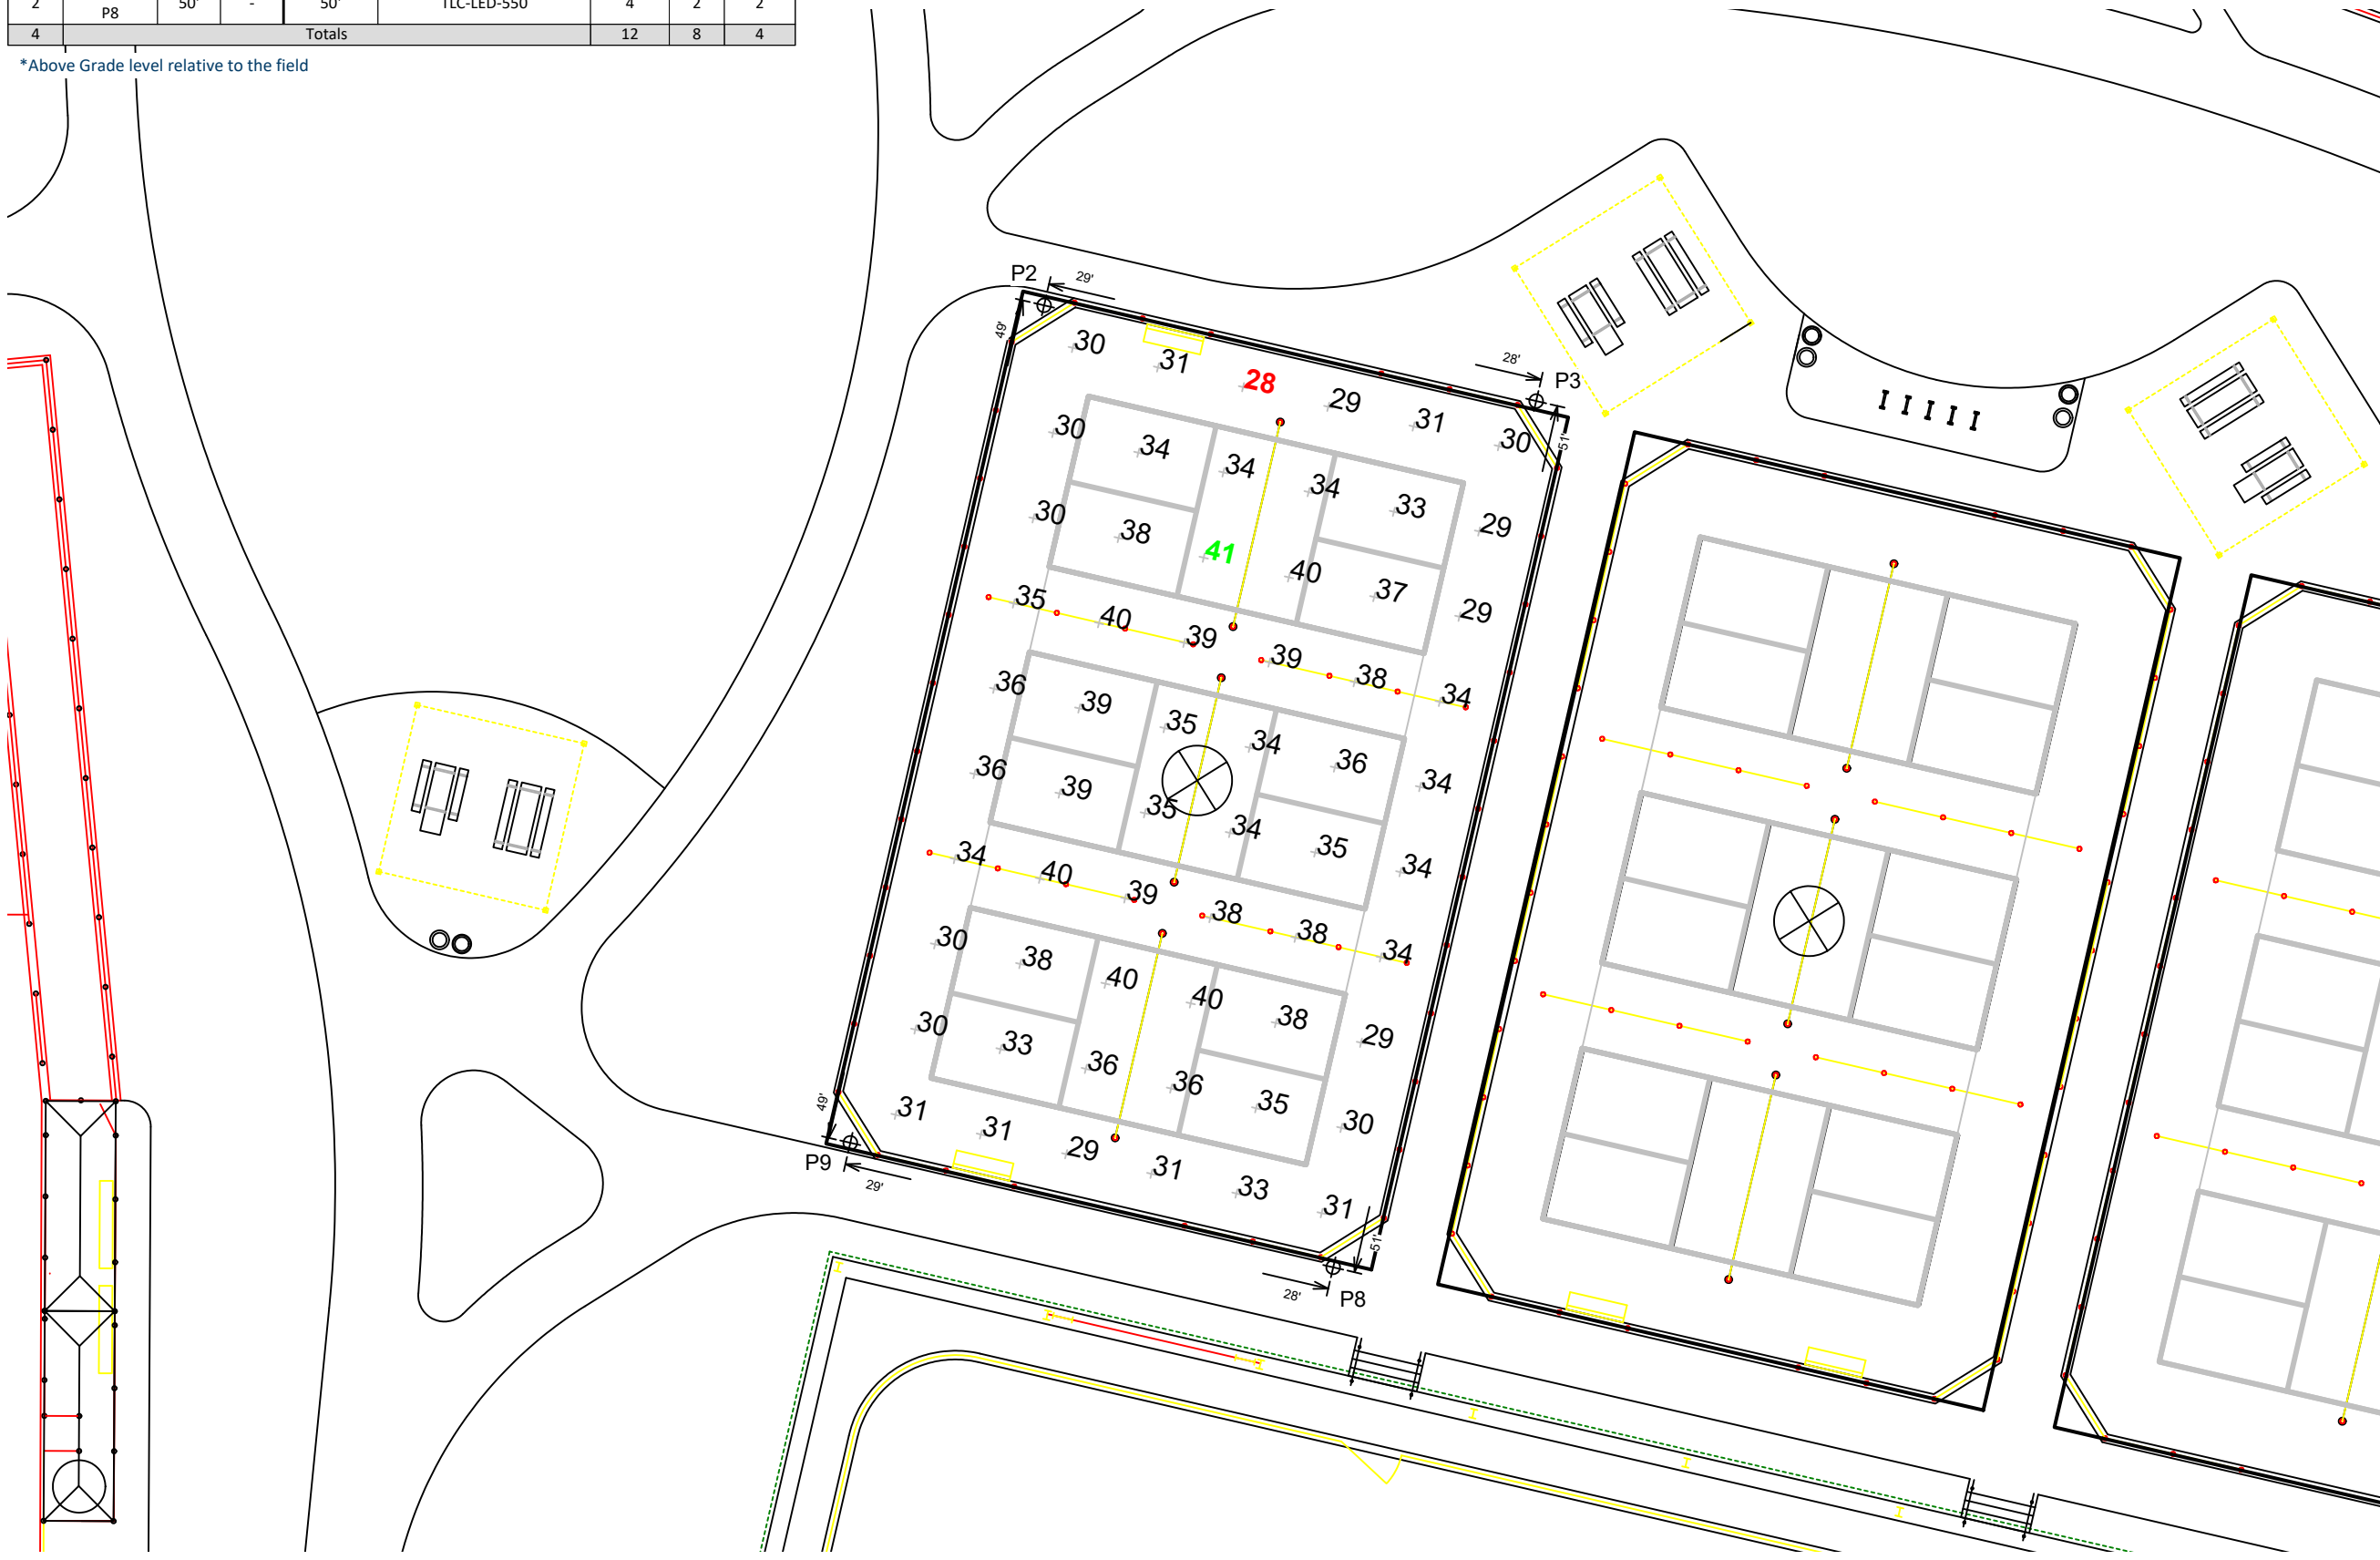 2 P8 50' - 50' TLC-LED-550 4 2 2
4 Totals 12 8 4
*Above Grade level relative to the field
P2 29'
49'
28' P3
51'
30 31 28 29 31 30
30 34 34 34 33 29
30 38 41 40 37 29
35 40 39 39 38 34
36 39 35 34 36 34
36 39 35 34 35 34
34 40 39 38 38 34
30 38 40 40 38 29
30 33 36 36 35 30
31 31 29 31 33 31
49'
P9 29'
51'
28' P8